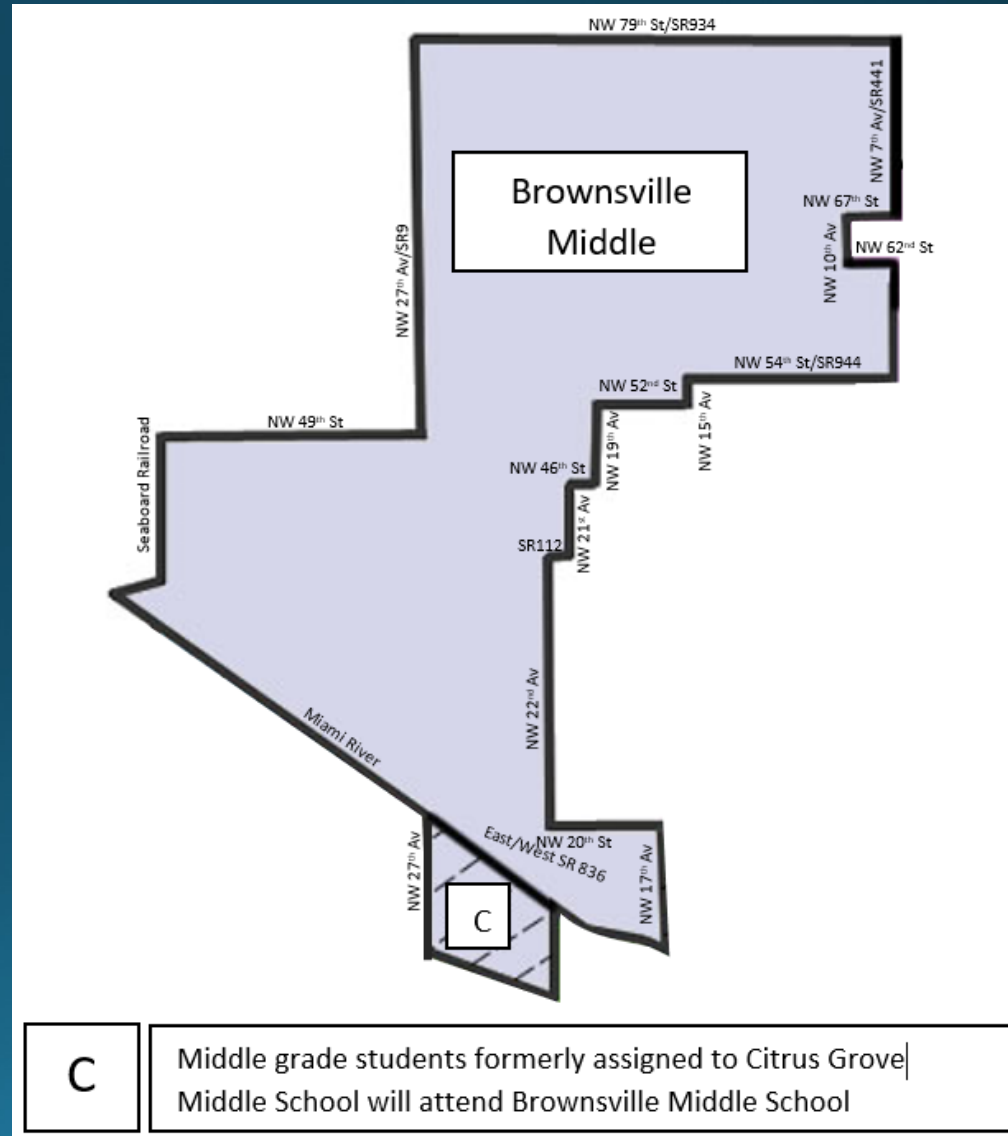 NW 79th St/SR934
NW 7th Av/SR441
Brownsville
Middle
NW 67th St
NW 10th Av
NW 62nd St
NW 27th Av/SR9
NW 54th St/SR944
NW 52nd St
NW 15th Av
NW 49th St
NW 19th Av
Seaboard Railroad
NW 46th St
NW 21st Av
SR112
NW 22nd Av
Miami River
NW 20th St
East/West SR 836
NW 27th Av
NW 17th Av
C
C
Middle grade students formerly assigned to Citrus Grove
Middle School will attend Brownsville Middle School